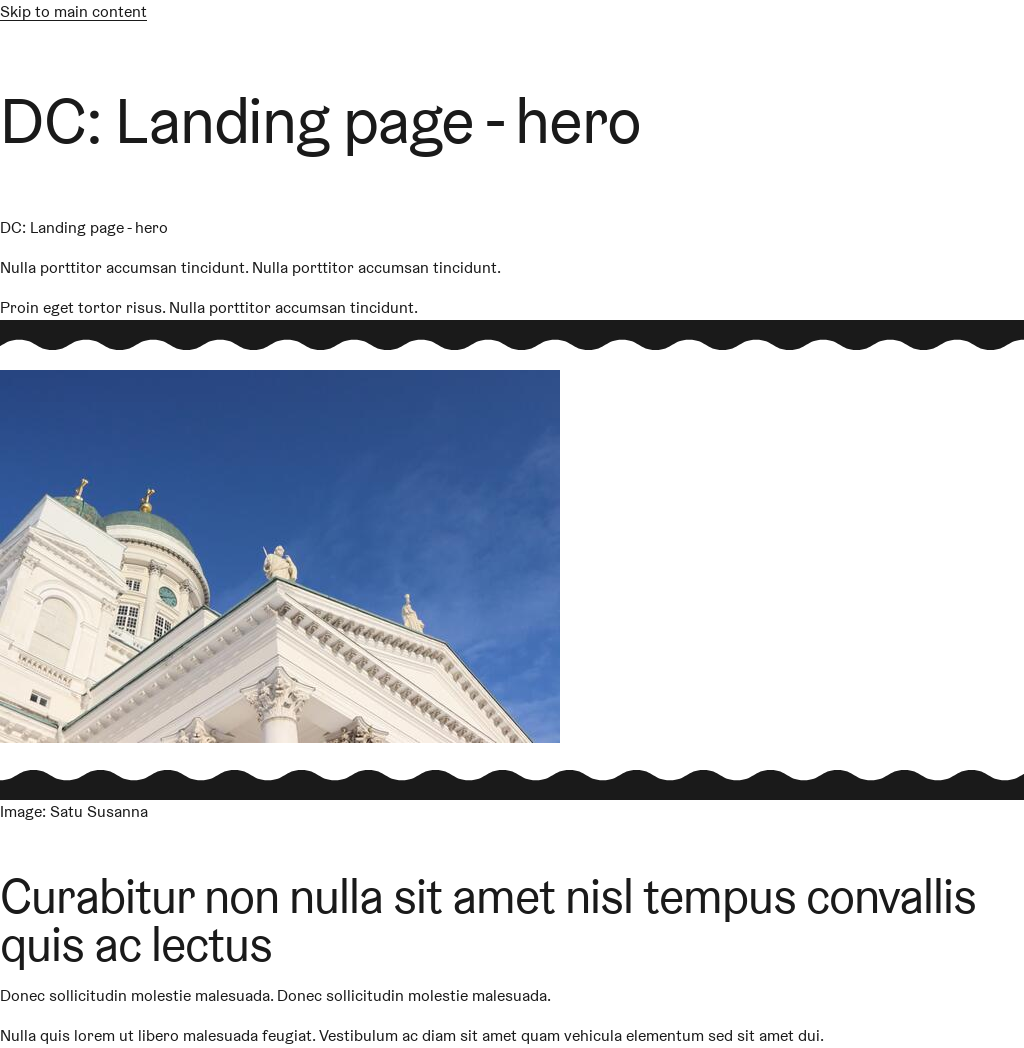 Skip to main content
DC: Landing page - hero
DC: Landing page - hero
Nulla porttitor accumsan tincidunt. Nulla porttitor accumsan tincidunt.
Proin eget tortor risus. Nulla porttitor accumsan tincidunt.
Image: Satu Susanna
Curabitur non nulla sit amet nisl tempus convallis
quis ac lectus
Donec sollicitudin molestie malesuada. Donec sollicitudin molestie malesuada.
Nulla quis lorem ut libero malesuada feugiat. Vestibulum ac diam sit amet quam vehicula elementum sed sit amet dui.